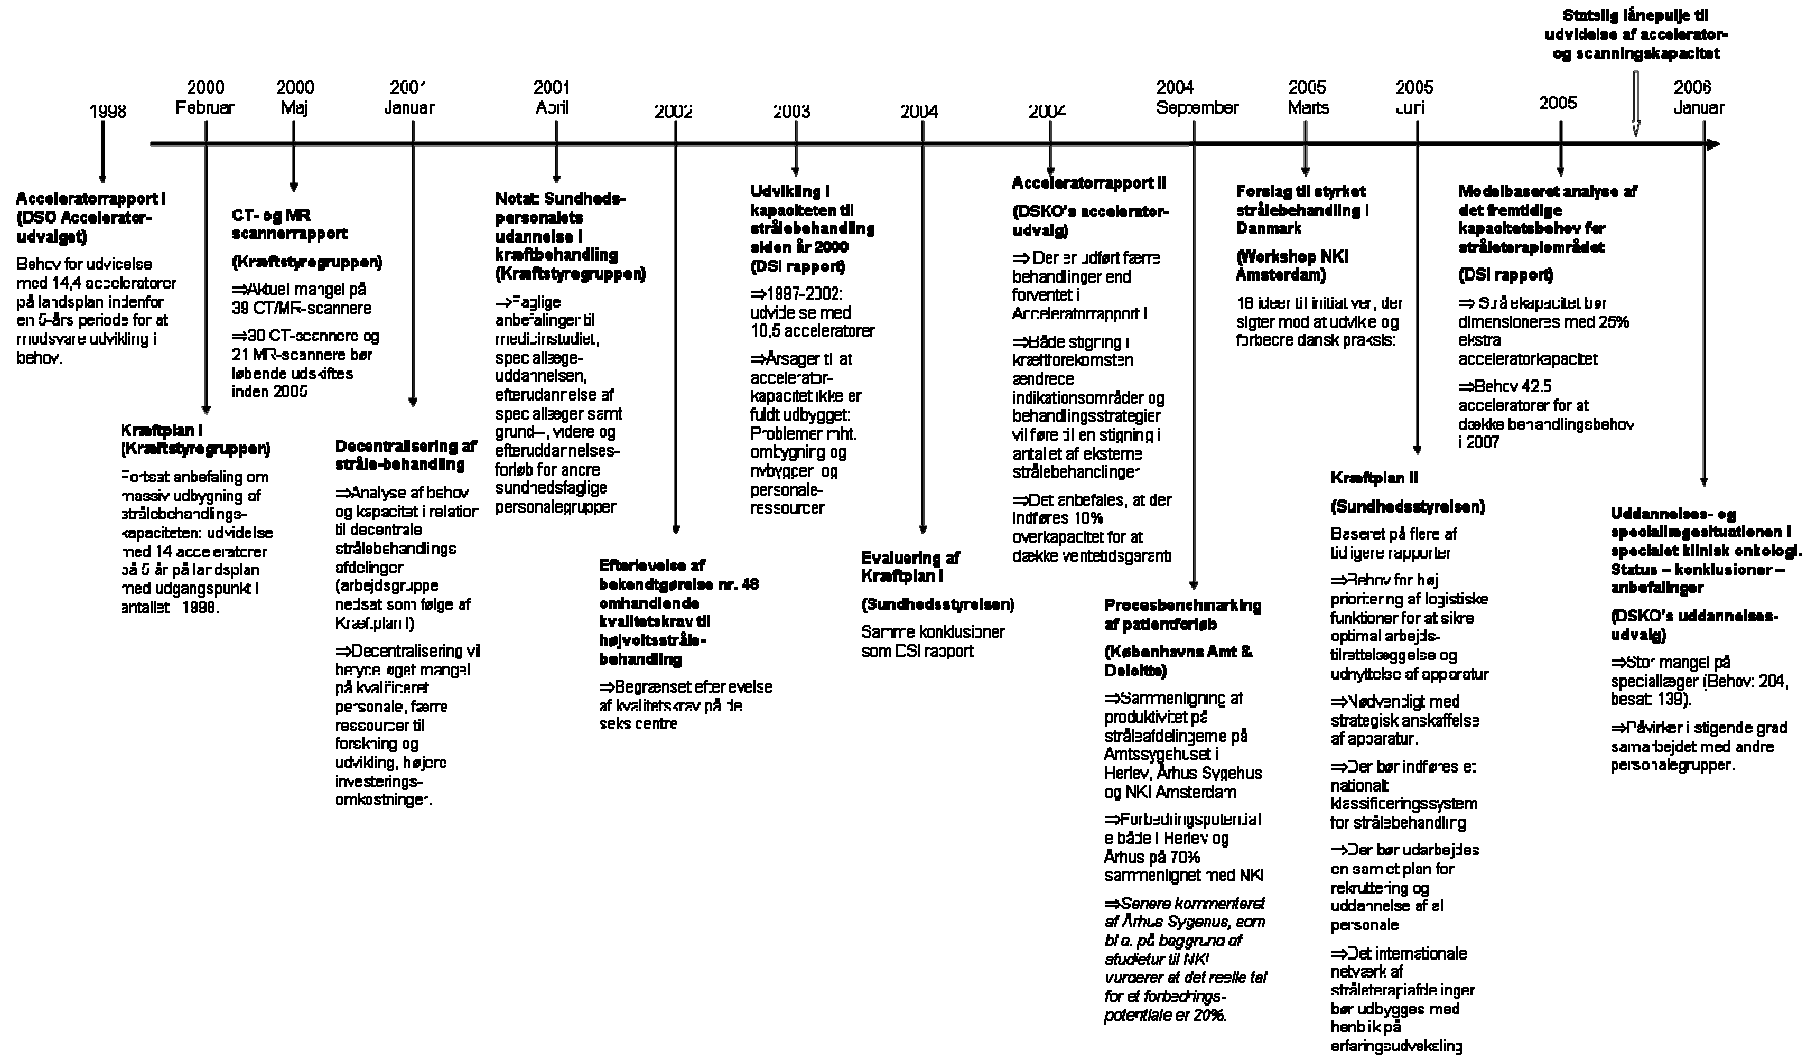 Statslig lånepulje til
udvidelse af accelerator-
og scanningskapacitet
1998
2000
Februar
2000
Maj
2001
Januar
2001
April
2002
2003
2004
2004
2004
September
2005
Marts
2005
Juni
2005
2006
Januar
Acceleratorrapport I
(DSO Accelerator-
udvalget)
Behov for udvidelse
med 14,4 acceleratorer
på landsplan indenfor
en 5-års periode for at
modsvare udvikling i
behov.
Kræftplan I
(Kræftstyregruppen)
Fortsat anbefaling om
massiv udbygning af
strålebehandlings-
kapaciteten: udvidelse
med 14 acceleratorer
på 5 år på landsplan
med udgangspunkt i
antallet i 1998.
CT- og MR
scannerrapport
(Kræftstyregruppen)
⇒Aktuel mangel på
39 CT/MR-scannere
⇒30 CT-scannere og
21 MR-scannere bør
løbende udskiftes
inden 2005
Decentralisering af
stråle-behandling
⇒Analyse af behov
og kapacitet i relation
til decentrale
strålebehandlings
afdelinger
(arbejdsgruppe
nedsat som følge af
Kræftplan I)
⇒Decentralisering vil
betyde øget mangel
på kvalificeret
personale, færre
ressourcer til
forskning og
udvikling, højere
investerings-
omkostninger.
Notat: Sundheds-
personalets
udannelse i
kræftbehandling
(Kræftstyregruppen)
⇒Faglige
anbefalinger til
medicinstudiet,
speciallæge-
uddannelsen,
efterudannelse af
speciallæger samt
grund-, videre og
efteruddannelses-
forløb for andre
sundhedsfaglige
personalegrupper
Efterlevelse af
bekendtgørelse nr. 48
omhandlende
kvalitetskrav til
højvoltsstråle-
behandling
⇒Begrænset efterlevelse
af kvalitetskrav på de
seks centre
Udvikling i
kapaciteten til
strålebehandling
siden år 2000
(DSI rapport)
⇒1997-2002:
udvidelse med
10,5 acceleratorer
⇒Årsager til at
accelerator-
kapacitet ikke er
fuldt udbygget:
Problemer mht.
ombygning og
nybygger og
personale-
ressourcer
Evaluering af
Kræftplan I
(Sundhedsstyrelsen)
Samme konklusioner
som DSI rapport
Acceleratorrapport II
(DSKO's accelerator-
udvalg)
⇒ Der er udført færre
behandlinger end
forventet i
Acceleratorrapport I
⇒Både stigning i
kræftforekomsten
ændrede
indikationsområder og
behandlingsstrategier
vil føre til en stigning i
antallet af eksterne
strålebehandlinger
⇒Det anbefales, at der
indføres 10%
overkapacitet for at
dække ventetidsgaranti
Procesbenchmarking
af patientforløb
(Københavns Amt &
Deloitte)
⇒Sammenligning af
produktivitet på
stråleafdelingerne på
Amtssygehuset i
Herlev, Århus Sygehus
og NKI Amsterdam
⇒Forbedringspotential
e både i Herlev og
Århus på 70%
sammenlignet med NKI
⇒Senere kommenteret
af Århus Sygehus, som
bl.a. på baggrund af
studietur til NKI
vurderer at det reelle tal
for et forbedrings-
potentiale er 20%.
Forslag til styrket
strålebehandling i
Danmark
(Workshop NKI
Amsterdam)
16 ideer til initiativer, der
sigter mod at udvikle og
forbedre dansk praksis:
Kræftplan II
(Sundhedsstyrelsen)
Baseret på flere af
tidligere rapporter
⇒Behov for høj
prioritering af logistiske
funktioner for at sikre
optimal arbejds-
tilrettelæggelse og
udnyttelse af apparatur
⇒Nødvendigt med
strategisk anskaffelse
af apparatur.
⇒Der bør indføres et
nationalt
klassificeringssystem
for strålebehandling
⇒Der bør udarbejdes
en samlet plan for
rekruttering og
uddannelse af al
personale
⇒Det internationale
netværk af
stråleterapiafdelinger
bør udbygges med
henblik på
erfaringsudveksling
Modelbaseret analyse af
det fremtidige
kapacitetsbehov for
stråleterapiområdet
(DSI rapport)
⇒ Strålekapacitet bør
dimensioneres med 25%
ekstra
acceleratorkapacitet
⇒Behov 42.5
acceleratorer for at
dække behandlingsbehov
i 2007
Uddannelses- og
speciallægesituationen i
specialet klinisk onkologi.
Status – konklusioner –
anbefalinger
(DSKO's uddannelses-
udvalg)
⇒Stor mangel på
speciallæger (Behov: 204,
besat: 139).
⇒Påvirker i stigende grad
samarbejdet med andre
personalegrupper.